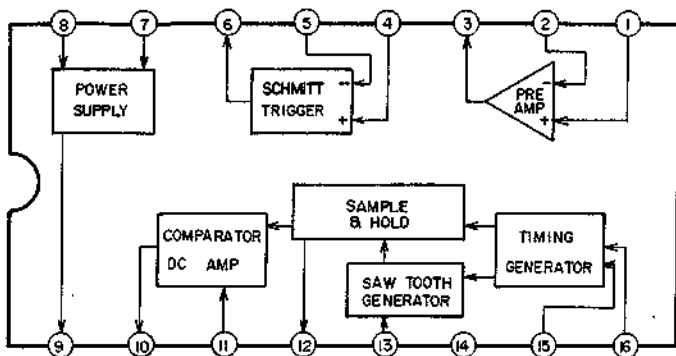 8 7 6 5 4 3 2 1
POWER
SUPPLY
SCHMITT
TRIGGER
-
+
PRE
AMP
-
+
SAMPLE
& HOLD
COMPARATOR
DC AMP
TIMING
GENERATOR
SAW TOOTH
GENERATOR
9 10 11 12 13 14 15 16